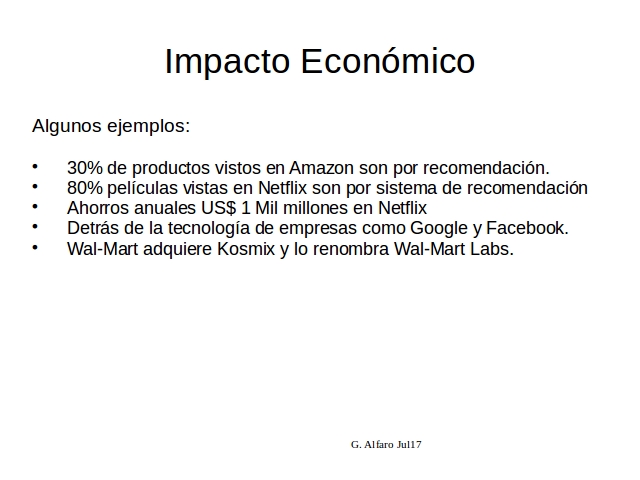 Impacto Económico
Algunos ejemplos:
• 30% de productos vistos en Amazon son por recomendación.
• 80% películas vistas en Netflix son por sistema de recomendación
• Ahorros anuales US$ 1 Mil millones en Netflix
• Detrás de la tecnología de empresas como Google y Facebook.
• Wal-Mart adquiere Kosmix y lo renombra Wal-Mart Labs.
G. Alfaro Jul17